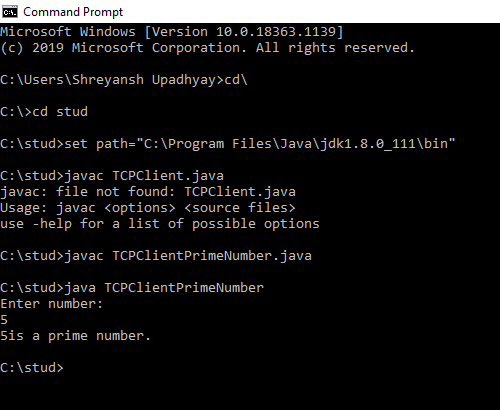 Command Prompt
Microsoft Windows [Version 10.0.18363.1139]
(c) 2019 Microsoft Corporation. All rights reserved.
C:\Users\Shreyansh Upadhyay>cd\
C:\>cd stud
C:\stud>set path="C:\Program Files\Java\jdk1.8.0_111\bin"
C:\stud>javac TCPClient.java
javac: file not found: TCPClient.java
Usage: javac <options> <source files>
use -help for a list of possible options
C:\stud>javac TCPClientPrimeNumber.java
C:\stud>java TCPClientPrimeNumber
Enter number:
5
5is a prime number.
C:\stud>